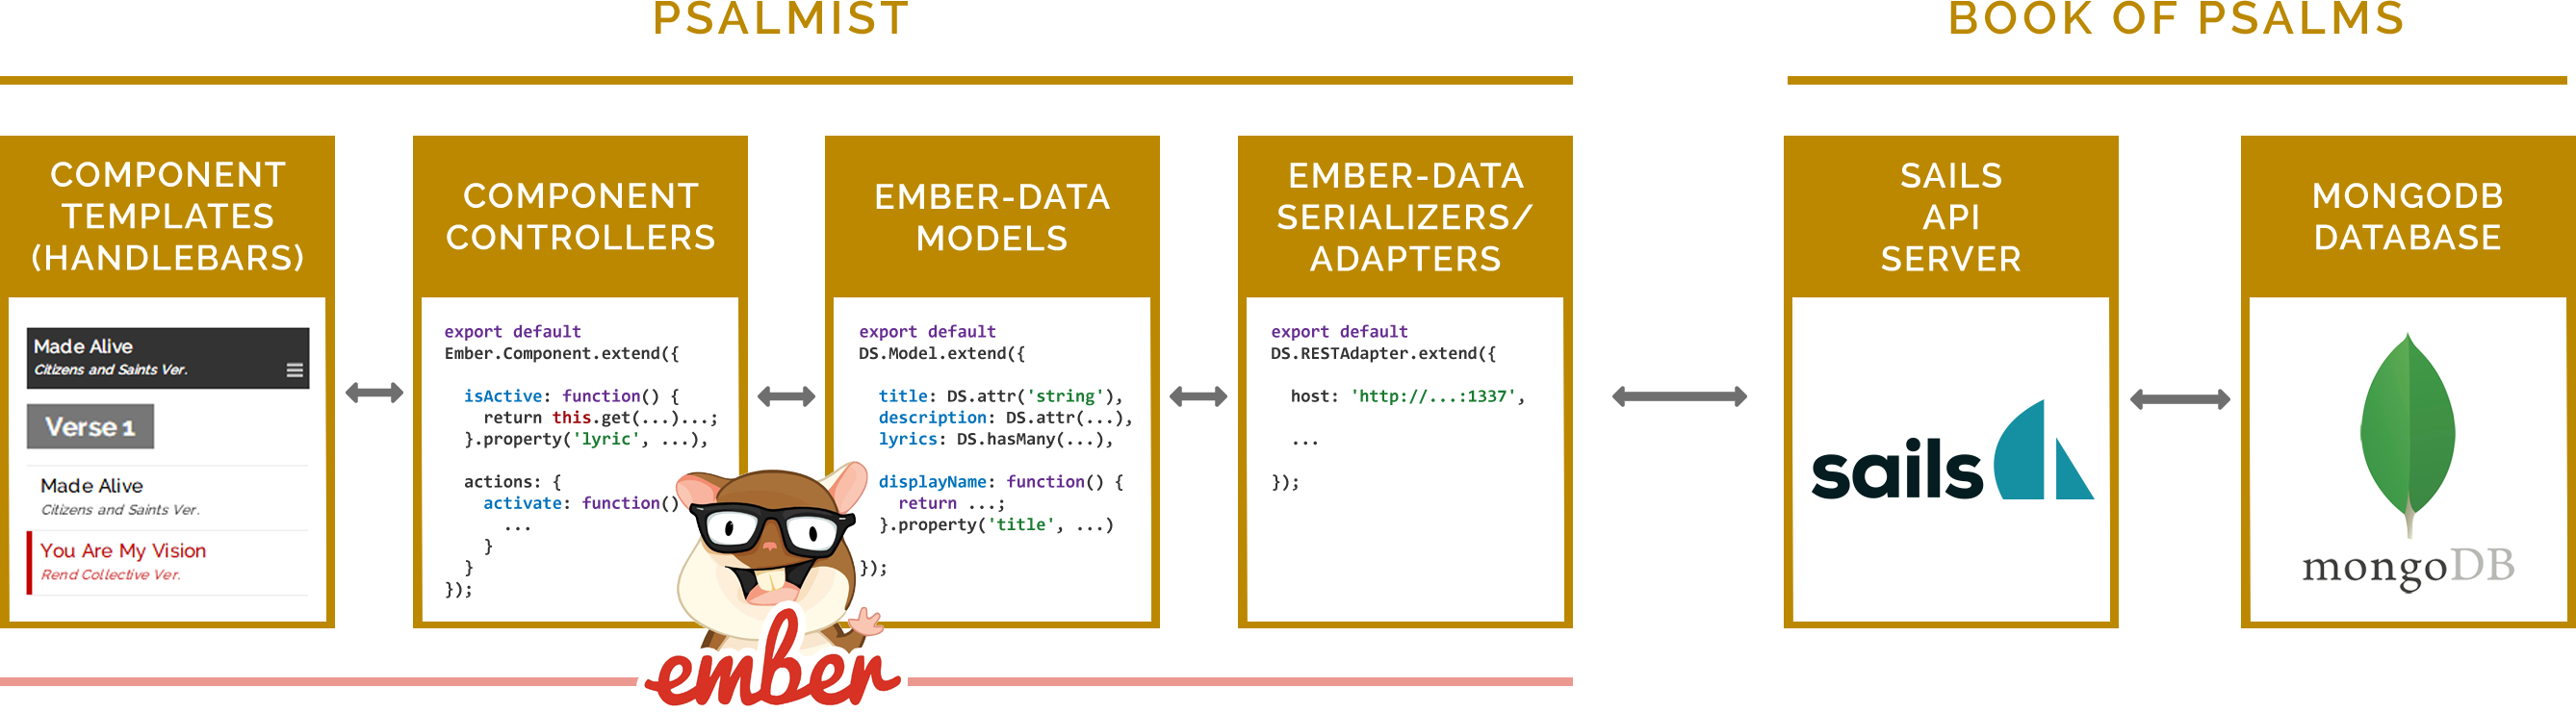 PSALMIST
BOOK OF PSALMS
COMPONENT
TEMPLATES
(HANDLEBARS)
Made Alive
Citizens and Saints Ver.
Verse 1
Made Alive
Citizens and Saints Ver.
You Are My Vision
Rend Collective Ver.
COMPONENT
CONTROLLERS
export default
Ember.Component.extend({
isActive: function() {
return this.get(...)...;
}.property('lyric', ...),
actions: {
activate: function()
...
}
}
});
EMBER-DATA
MODELS
export default
DS.Model.extend({
title: DS.attr('string'),
description: DS.attr(...),
lyrics: DS.hasMany(...),
displayName: function() {
return ...;
}.property('title', ...)
});
ember
EMBER-DATA
SERIALIZERS/
ADAPTERS
export default
DS.RESTAdapter.extend({
host: 'http://...:1337',
...
});
SAILS
API
SERVER
sails
MONGODB
DATABASE
mongoDB